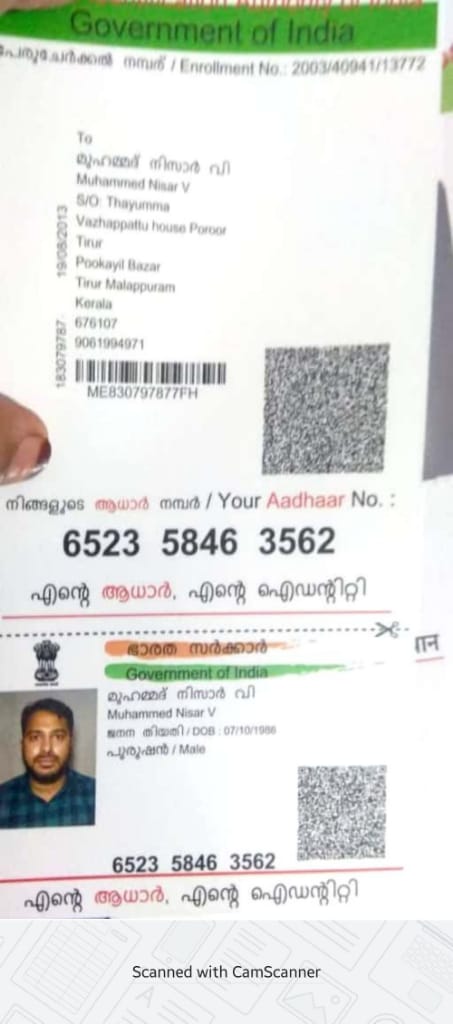 Government of India
പെരുചേർക്കൽ നമ്പർ / Enrollment No.: 2003/40941/13772
To
മുഹമ്മദ് നിസാർ വി
Muhammed Nisar V
S/O: Thayumma
Vazhappattu house Poroor
Tirur
Pookayil Bazar
Tirur Malappuram
Kerala
676107
9061994971
19/08/2013
183079787
ME830797877FH
നിങ്ങളുടെ ആധാർ നമ്പർ / Your Aadhaar No. :
6523 5846 3562
എന്റെ ആധാർ, എന്റെ ഐഡന്റിറ്റി
ഭാരത സർക്കാർ
Government of India
മുഹമ്മദ് നിസാർ വി
Muhammed Nisar V
ജനന തിയതി / DOB : 07/10/1986
പുരുഷൻ / Male
6523 5846 3562
എന്റെ ആധാർ, എന്റെ ഐഡന്റിറ്റി
Scanned with CamScanner